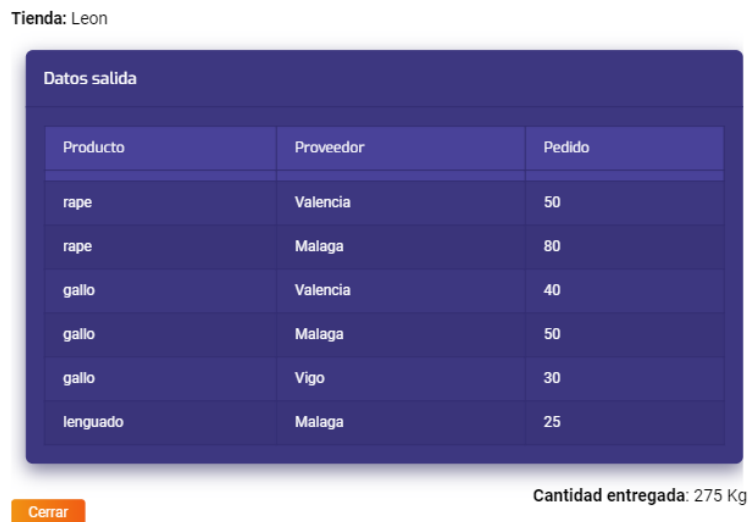 Tienda: Leon
Datos salida
Producto Proveedor Pedido
rape Valencia 50
rape Malaga 80
gallo Valencia 40
gallo Malaga 50
gallo Vigo 30
lenguado Malaga 25
Cantidad entregada: 275 Kg
Cerrar